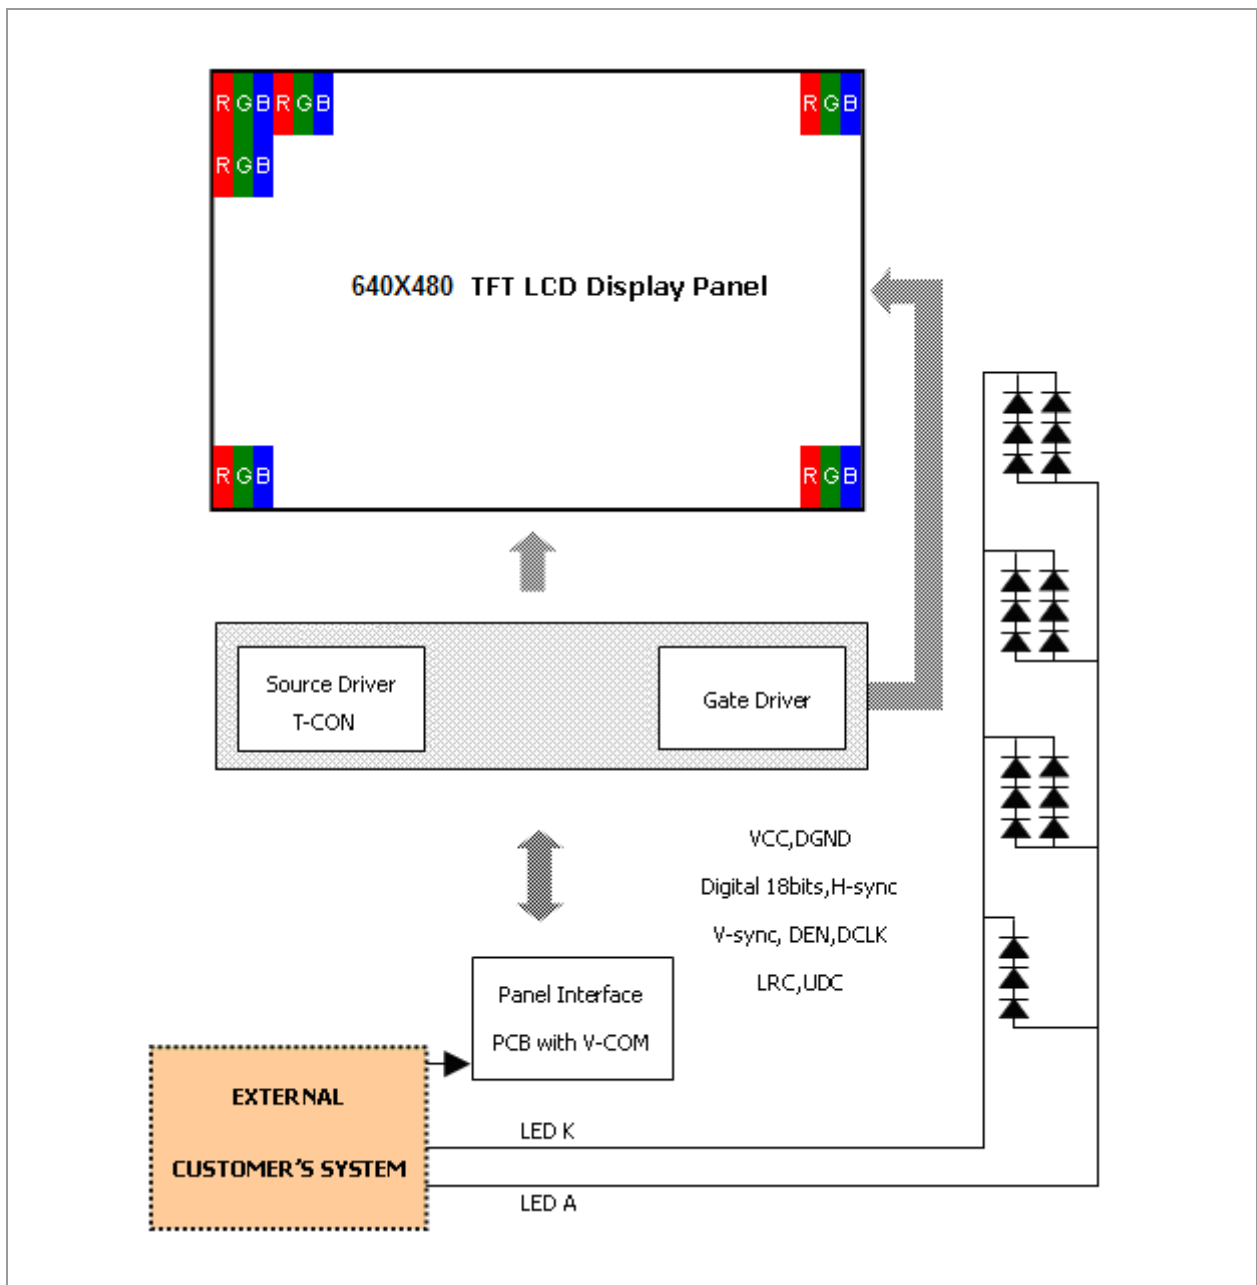 RGBRGB
RGB
RGB
640X480 TFT LCD Display Panel
RGB
RGB
Source Driver
T-CON
Gate Driver
VCC,DGND
Digital 18bits,H-sync
V-sync, DEN,DCLK
LRC,UDC
Panel Interface
PCB with V-COM
EXTERNAL
CUSTOMER'S SYSTEM
LED K
LED A